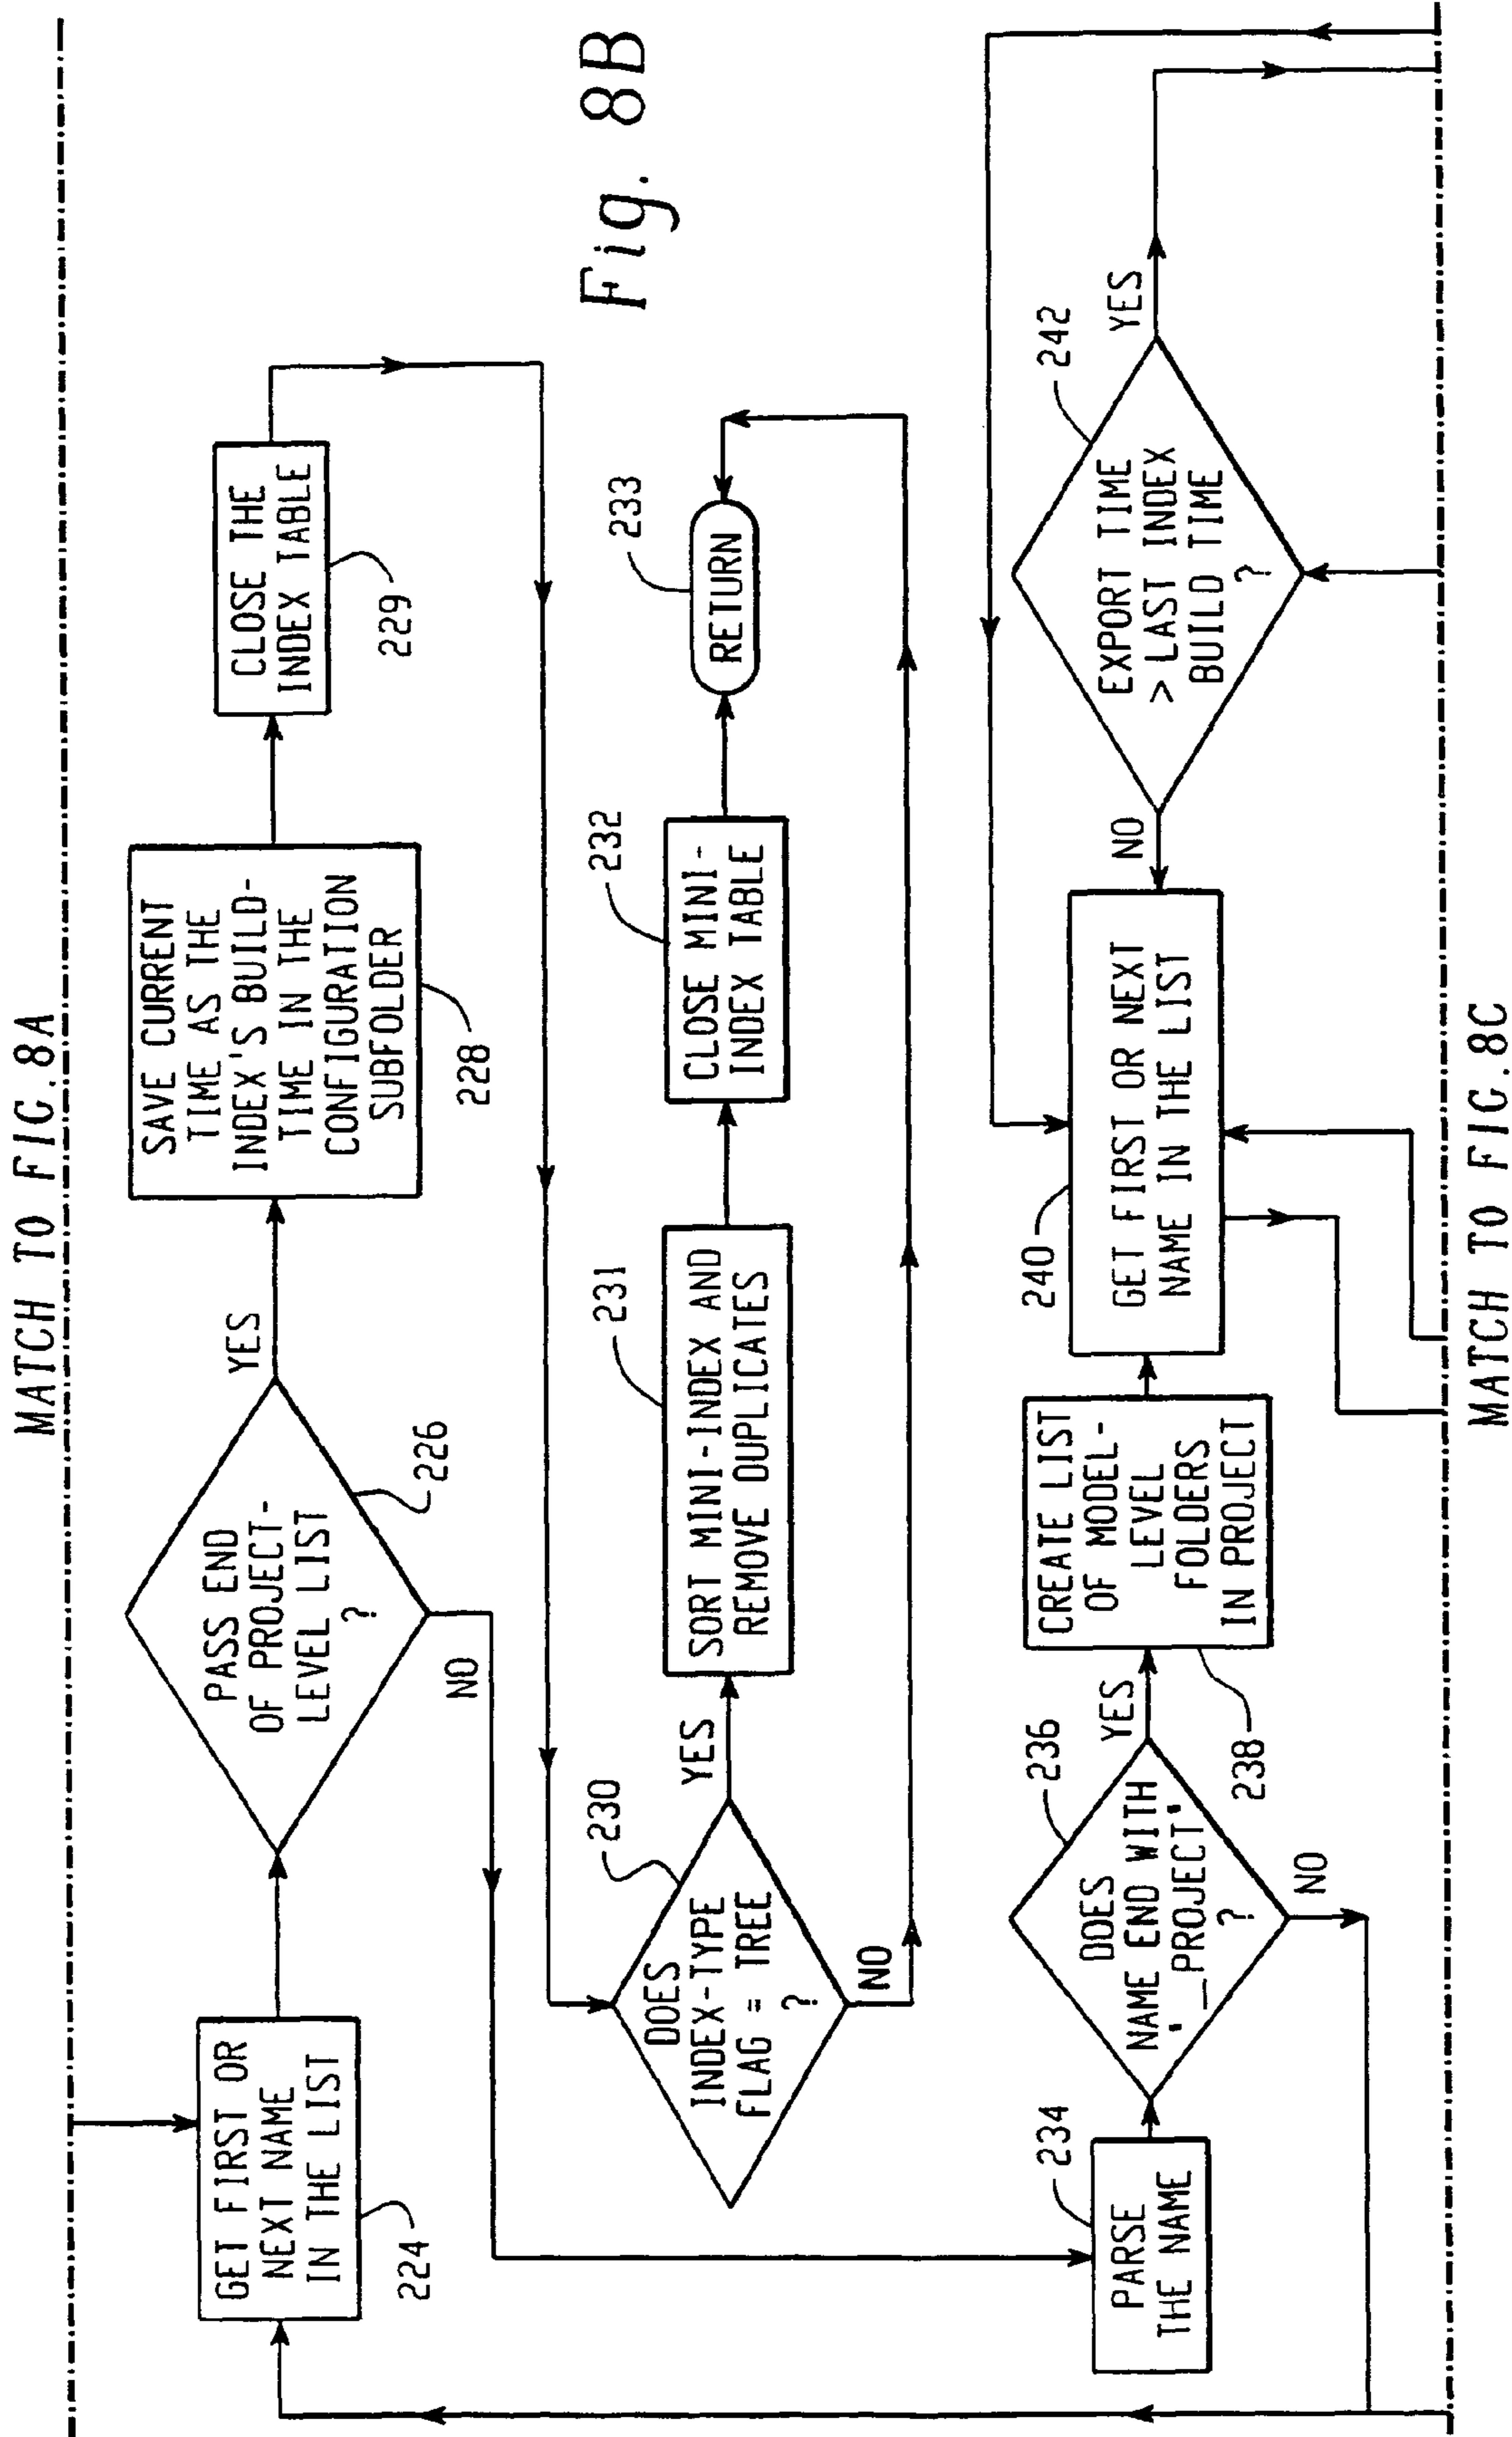 MATCH TO FIG.8A
GET FIRST OR
NEXT NAME
IN THE LIST
224
PASS END
OF PROJECT-
LEVEL LIST
?
226
YES
NO
SAVE CURRENT
TIME AS THE
INDEX'S BUILD-
TIME IN THE
CONFIGURATION
SUBFOLDER
228
CLOSE THE
INDEX TABLE
229
DOES
INDEX-TYPE
FLAG = TREE
?
230
YES
NO
SORT MINI-INDEX AND
REMOVE DUPLICATES
231
CLOSE MINI-
INDEX TABLE
232
RETURN
233
Fig. 8B
PARSE
THE NAME
234
DOES
NAME END WITH
'_PROJECT'
?
236
YES
NO
CREATE LIST
OF MODEL-
LEVEL
FOLDERS
IN PROJECT
238
GET FIRST OR NEXT
NAME IN THE LIST
240
NO
EXPORT TIME
> LAST INDEX
BUILD TIME
?
242
YES
MATCH TO FIG.8C